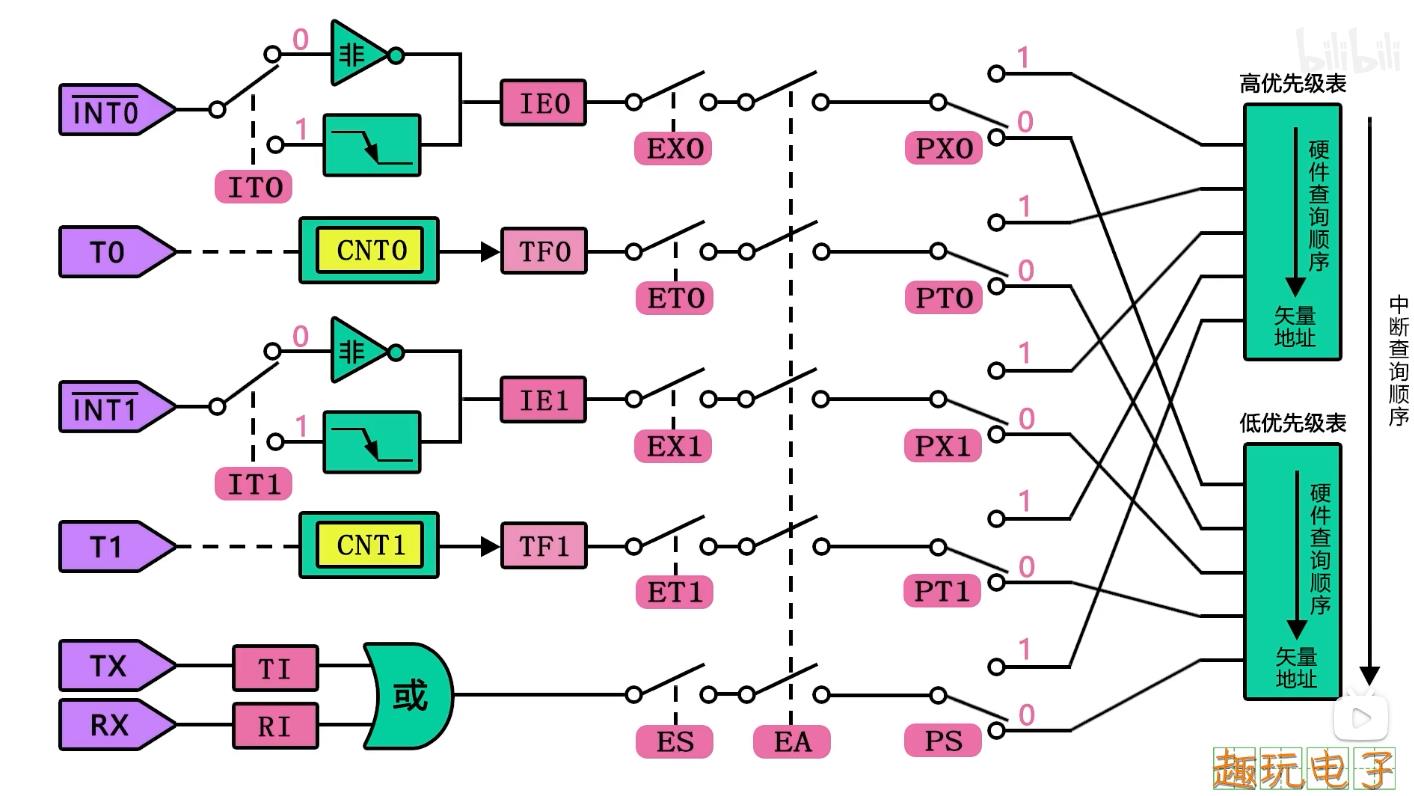 bilibili
高优先级表
INT0
0
非
1
IT0
IE0
EX0
PX0
1
0
硬件查询顺序
矢量
地址
T0
CNT0
TF0
ET0
PT0
1
0
中断查询顺序
INT1
0
非
1
IT1
IE1
EX1
PX1
1
0
低优先级表
硬件查询顺序
矢量
地址
T1
CNT1
TF1
ET1
PT1
1
0
TX
TI
RX
RI
或
ES
EA
PS
1
0
趣玩电子